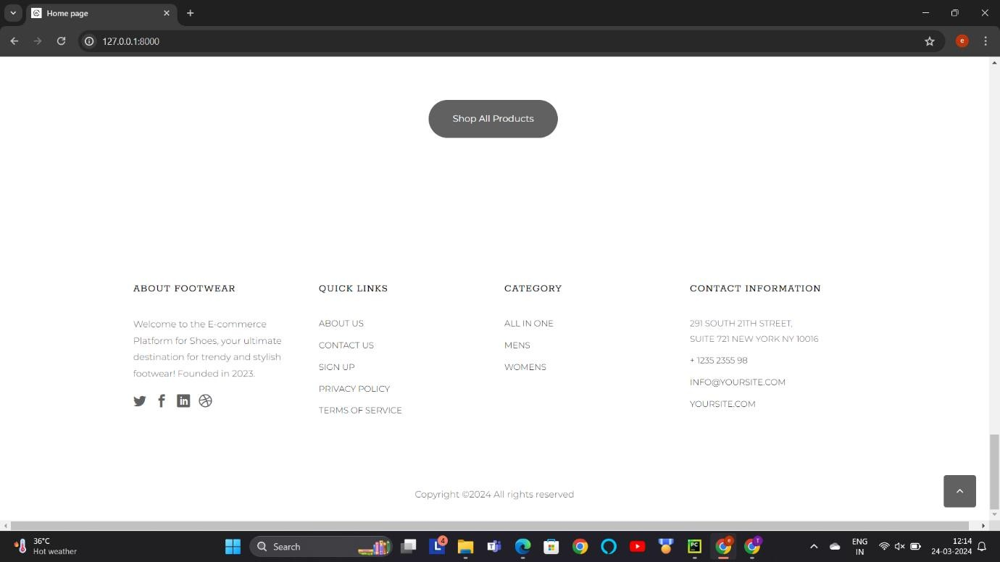 Home page
127.0.0.1:8000
e
Shop All Products
ABOUT FOOTWEAR
Welcome to the E-commerce
Platform for Shoes, your ultimate
destination for trendy and stylish
footwear! Founded in 2023.
QUICK LINKS
ABOUT US
CONTACT US
SIGN UP
PRIVACY POLICY
TERMS OF SERVICE
CATEGORY
ALL IN ONE
MENS
WOMENS
CONTACT INFORMATION
291 SOUTH 21TH STREET,
SUITE 721 NEW YORK NY 10016
+ 1235 2355 98
INFO@YOURSITE.COM
YOURSITE.COM
Copyright ©2024 All rights reserved
36°C
Hot weather
Search
L
4
PC
e
T
ENG
IN
12:14
24-03-2024